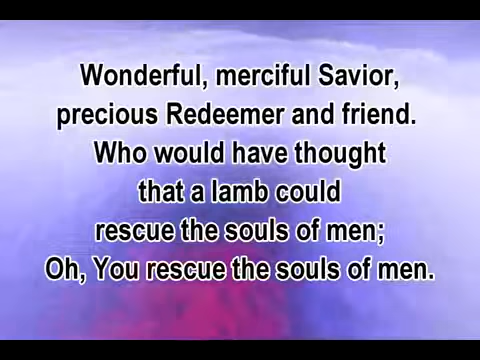 Wonderful, merciful Savior,
precious Redeemer and friend.
Who would have thought
that a lamb could
rescue the souls of men;
Oh, You rescue the souls of men.